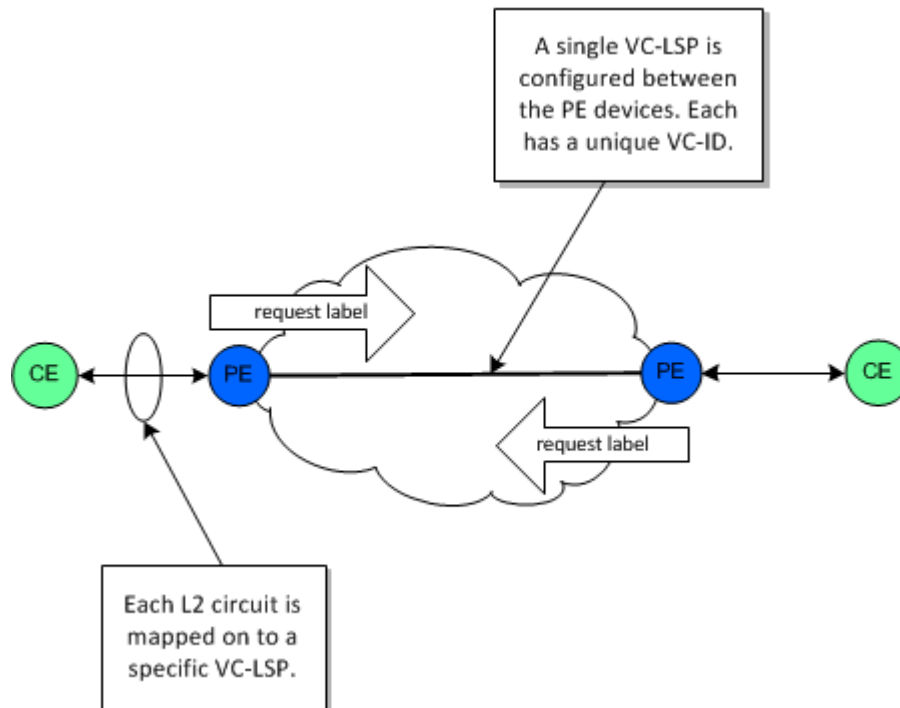 A single VC-LSP is
configured between
the PE devices. Each
has a unique VC-ID.
request label
CE
PE
PE
CE
request label
Each L2 circuit is
mapped on to a
specific VC-LSP.